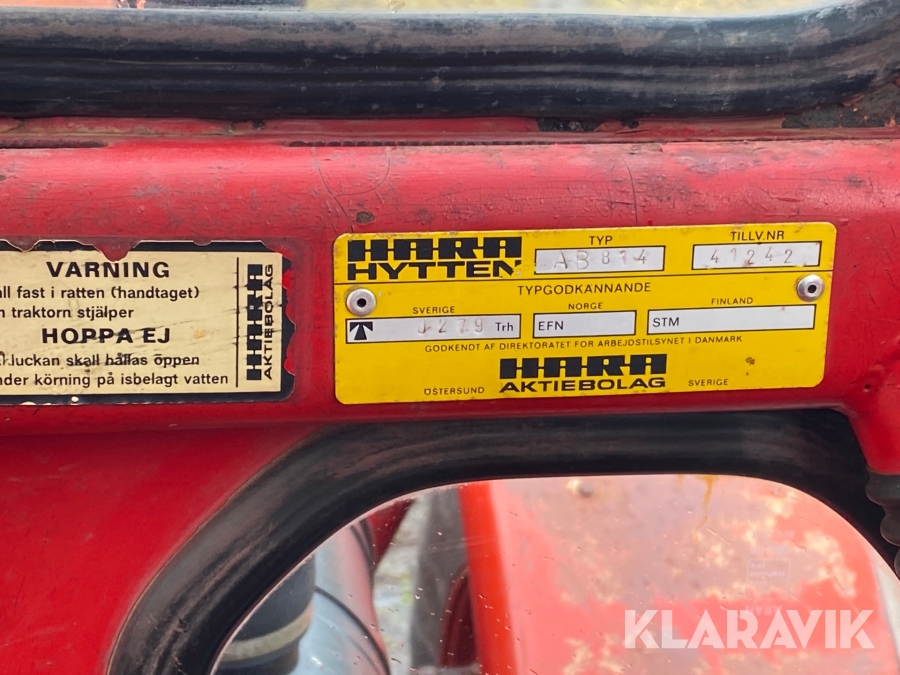 VARNING
ll fast i ratten (handtaget)
n traktorn stjälper
HOPPA EJ
luckan skall hållas öppen
nder körning på isbelagt vatten
HARA
AKTIEBOLAG
HARA
HYTTEN
TYP
AB 814
TILLV.NR
41242
TYPGODKANNANDE
SVERIGE
NORGE
FINLAND
J279 Trh
EFN
STM
GODKENDT AF DIREKTORATET FOR ARBEJDSTILSYNET I DANMARK
HARA
AKTIEBOLAG
ÖSTERSUND
SVERIGE
KLARAVIK